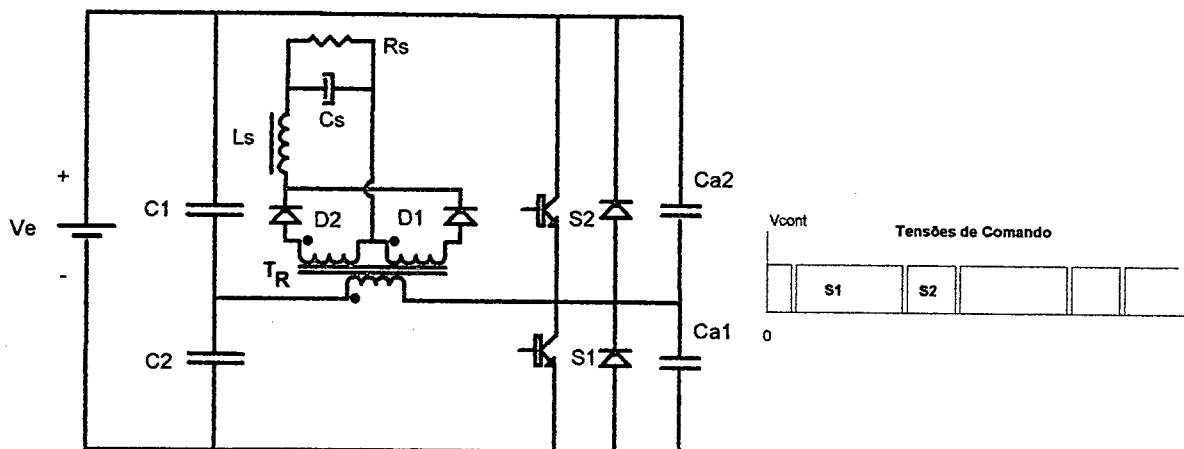 Rs
Cs
Ls
+
Ve
-
C1
D2
D1
S2
Ca2
TR
C2
S1
Ca1
Vcont
Tensões de Comando
S1
S2
0